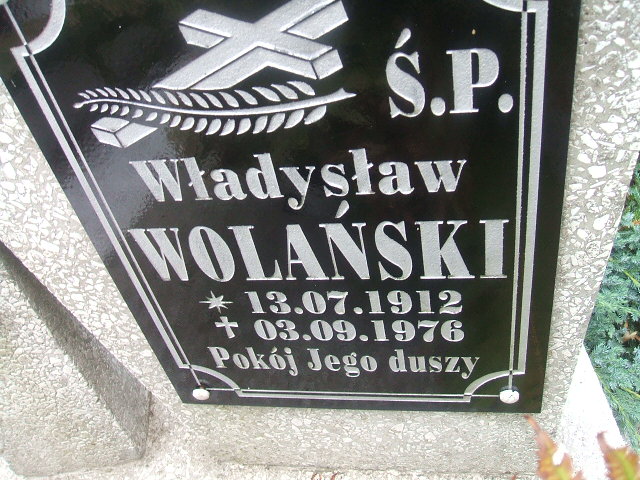 Ś.P.
Władysław
WOLAŃSKI
* 13.07.1912
✝ 03.09.1976
Pokój Jego duszy